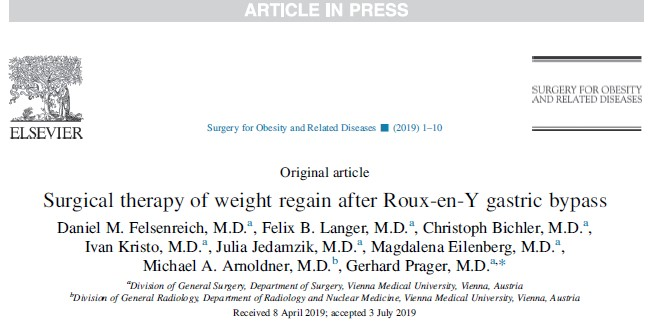 ARTICLE IN PRESS
ELSEVIER
Surgery for Obesity and Related Diseases ■ (2019) 1–10
SURGERY FOR OBESITY
AND RELATED DISEASES
Original article
Surgical therapy of weight regain after Roux-en-Y gastric bypass
Daniel M. Felsenreich, M.D.a, Felix B. Langer, M.D.a, Christoph Bichler, M.D.a,
Ivan Kristo, M.D.a, Julia Jedamzik, M.D.a, Magdalena Eilenberg, M.D.a,
Michael A. Arnoldner, M.D.b, Gerhard Prager, M.D.a,*
aDivision of General Surgery, Department of Surgery, Vienna Medical University, Vienna, Austria
bDivision of General Radiology, Department of Radiology and Nuclear Medicine, Vienna Medical University, Vienna, Austria
Received 8 April 2019; accepted 3 July 2019